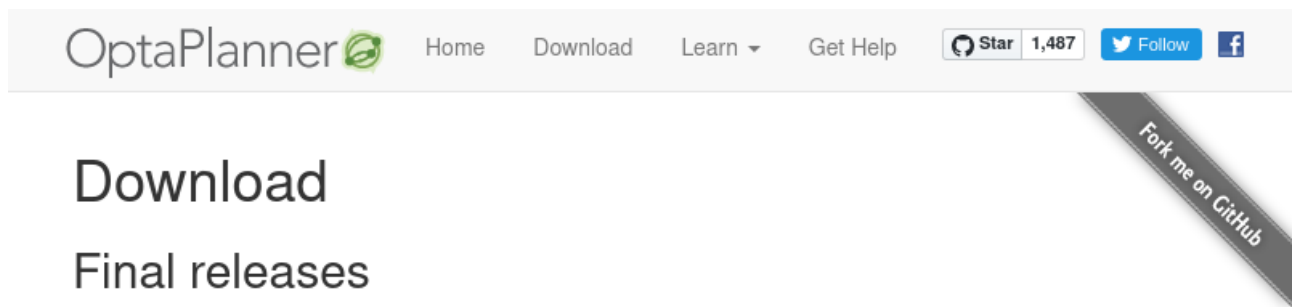 OptaPlanner Home Download Learn Get Help Star 1,487 Follow
Fork me on GitHub
Download
Final releases